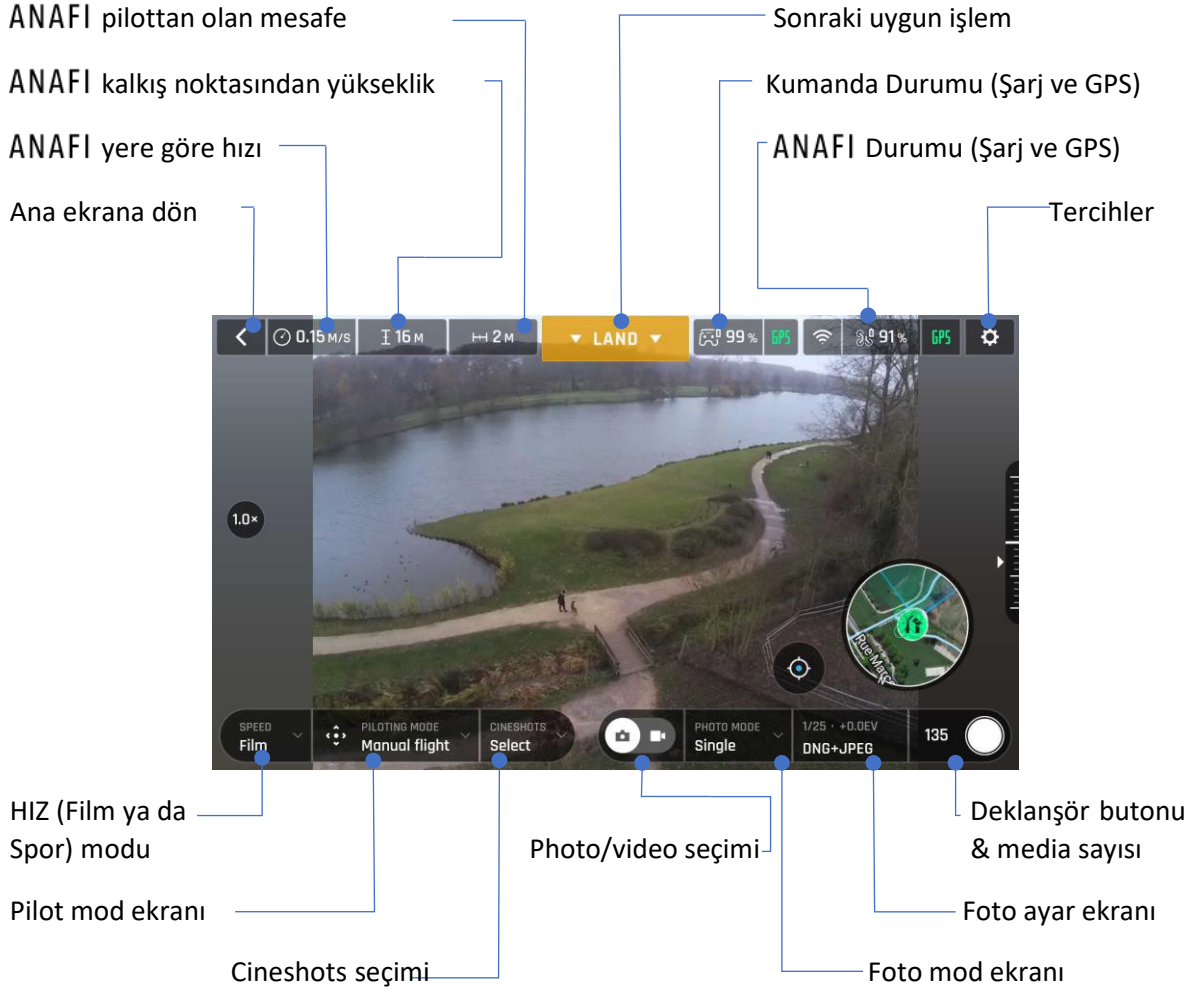 ANAFI pilottan olan mesafe
Sonraki uygun işlem
ANAFI kalkış noktasından yükseklik
Kumanda Durumu (Şarj ve GPS)
ANAFI yere göre hızı
ANAFI Durumu (Şarj ve GPS)
Ana ekrana dön
Tercihler
0.15 M/S
16 M
2 M
LAND
99 %
GPS
91 %
GPS
1.0×
Rue Marce
SPEED
Film
PILOTING MODE
Manual flight
CINESHOTS
Select
PHOTO MODE
Single
1/25 · +0.0EV
DNG+JPEG
135
HIZ (Film ya da
Spor) modu
Photo/video seçimi
Deklanşör butonu
& media sayısı
Pilot mod ekranı
Foto ayar ekranı
Cineshots seçimi
Foto mod ekranı